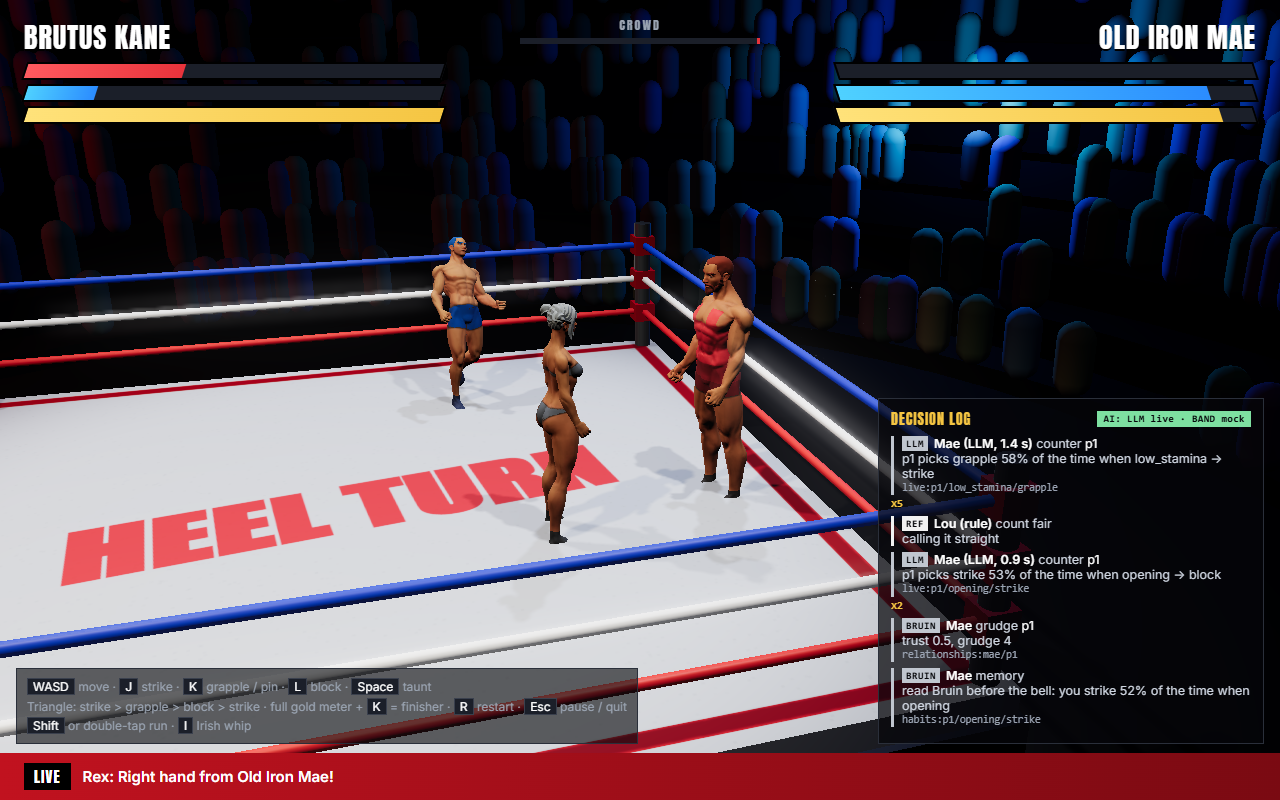 BRUTUS KANE
CROWD
OLD IRON MAE
HEEL TURN
DECISION LOG
AI: LLM live · BAND mock
LLM Mae (LLM, 1.4 s) counter p1
p1 picks grapple 58% of the time when low_stamina →
strike
live:p1/low_stamina/grapple
x5
REF Lou (rule) count fair
calling it straight
LLM Mae (LLM, 0.9 s) counter p1
p1 picks strike 53% of the time when opening → block
live:p1/opening/strike
x2
BRUIN Mae grudge p1
trust 0.5, grudge 4
relationships:mae/p1
BRUIN Mae memory
read Bruin before the bell: you strike 52% of the time when
opening
habits:p1/opening/strike
WASD move · J strike · K grapple / pin · L block · Space taunt
Triangle: strike > grapple > block > strike · full gold meter + K = finisher · R restart · Esc pause / quit
Shift or double-tap run · I Irish whip
LIVE Rex: Right hand from Old Iron Mae!